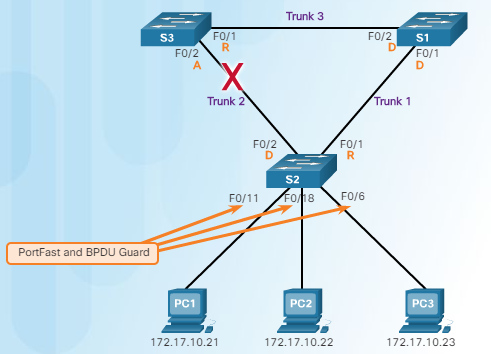 Trunk 3
S3
F0/1
R
F0/2
D
S1
F0/2
A
F0/1
D
Trunk 2
Trunk 1
F0/2
D
F0/1
R
S2
F0/11
F0/18
F0/6
PortFast and BPDU Guard
PC1
PC2
PC3
172.17.10.21
172.17.10.22
172.17.10.23